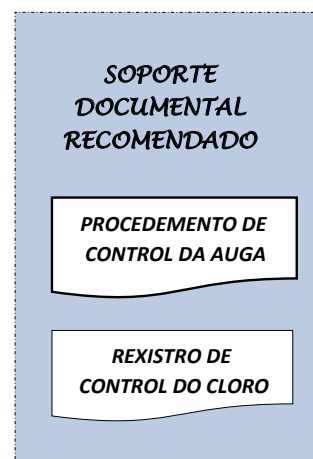 SOPORTE
DOCUMENTAL
RECOMENDADO
PROCEDEMENTO DE
CONTROL DA AUGA
REXISTRO DE
CONTROL DO CLORO